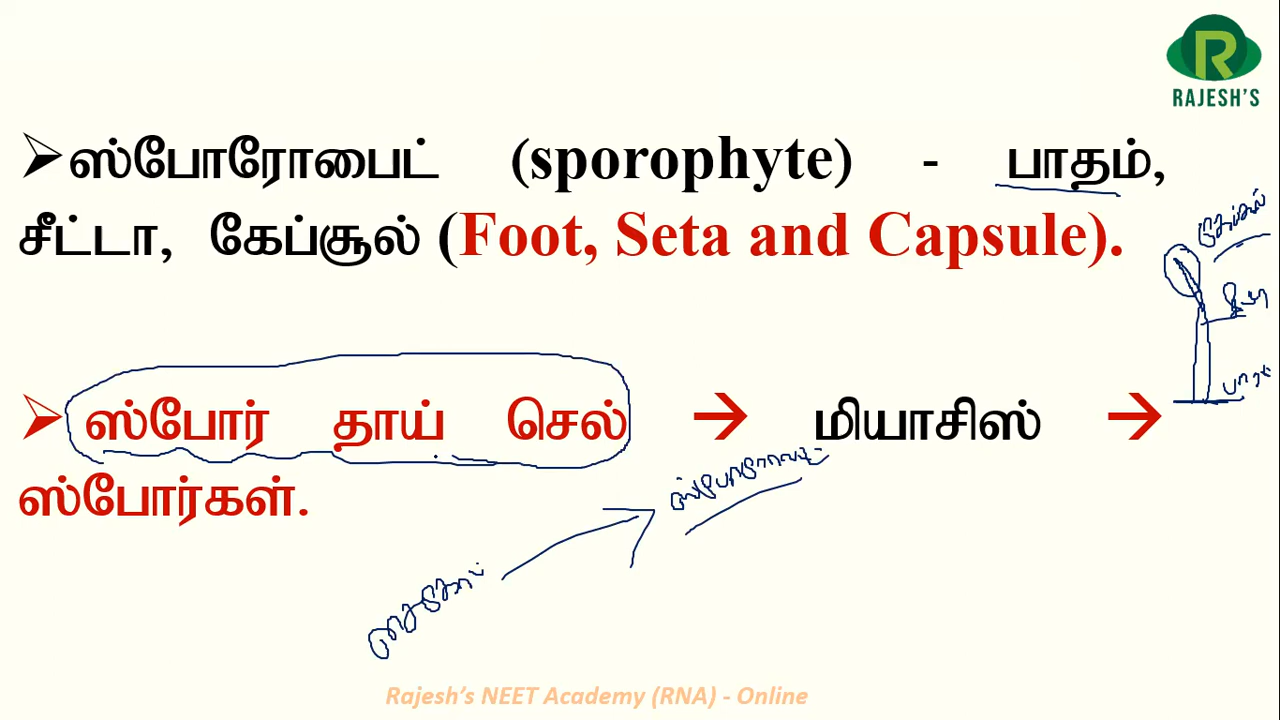 R
RAJESH'S
➢ஸ்போரோபைட் (sporophyte) - பாதம்,
சீட்டா, கேப்சூல் (Foot, Seta and Capsule).
➢ ஸ்போர் தாய் செல் → மியாசிஸ் →
ஸ்போர்கள்.
Rajesh's NEET Academy (RNA) - Online